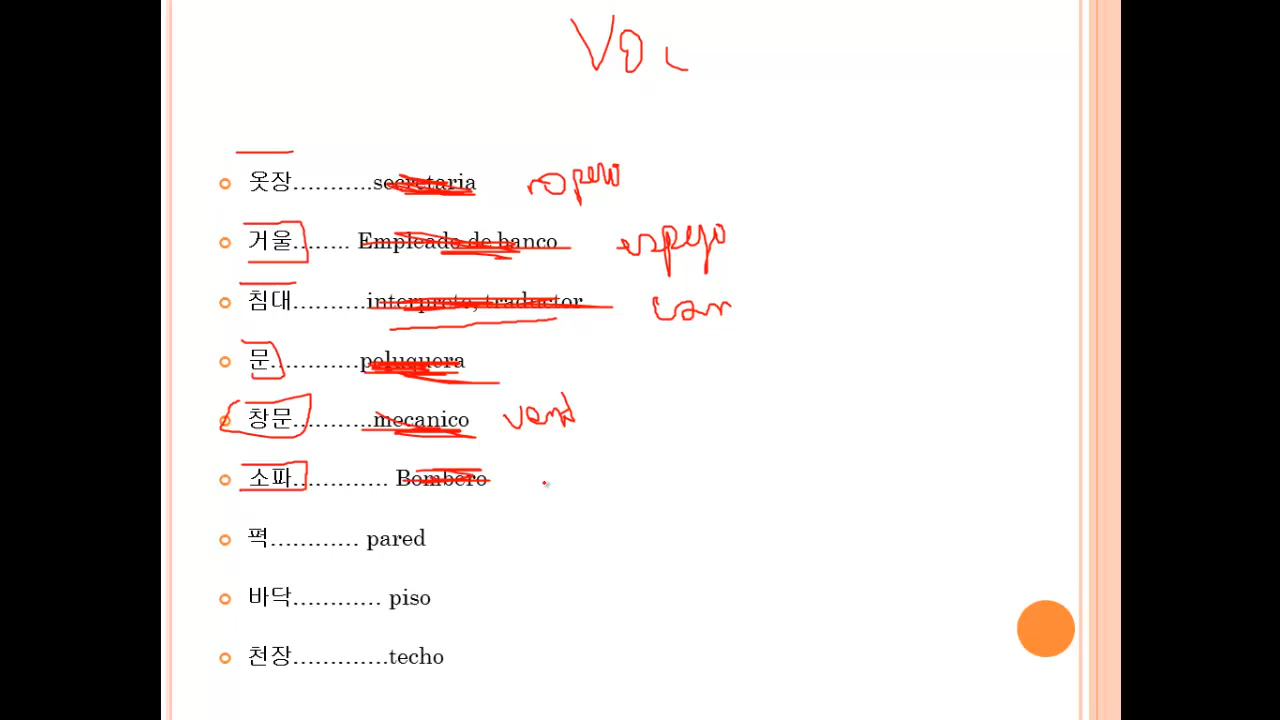 VOC
옷장...........secretaria ropero
거울........ Empleado de banco espejo
침대..............interprete, traductor cam
문.................peluquera
창문..............mecanico vent
소파................. Bombero
폑................. pared
바닥................. piso
천장..................techo